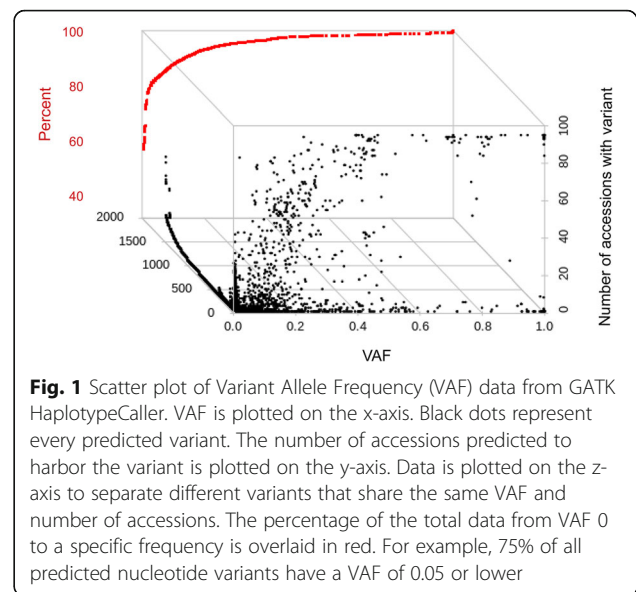 100
80
60
40
Percent
2000
1500
1000
500
0
0.0
0.2
0.4
0.6
0.8
1.0
VAF
100
80
60
40
20
0
Number of accessions with variant
Fig. 1 Scatter plot of Variant Allele Frequency (VAF) data from GATK
HaplotypeCaller. VAF is plotted on the x-axis. Black dots represent
every predicted variant. The number of accessions predicted to
harbor the variant is plotted on the y-axis. Data is plotted on the z-
axis to separate different variants that share the same VAF and
number of accessions. The percentage of the total data from VAF 0
to a specific frequency is overlaid in red. For example, 75% of all
predicted nucleotide variants have a VAF of 0.05 or lower